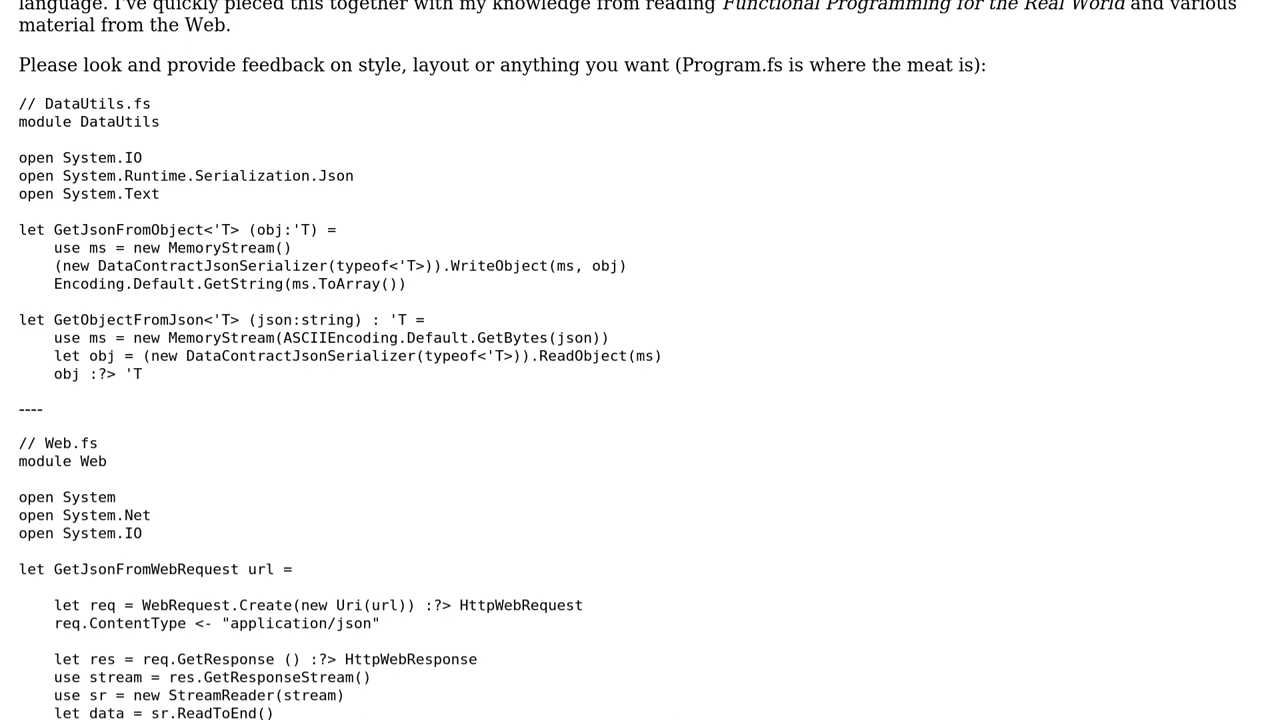 language. I've quickly pieced this together with my knowledge from reading Functional Programming for the Real World and various
material from the Web.
Please look and provide feedback on style, layout or anything you want (Program.fs is where the meat is):
// DataUtils.fs
module DataUtils
open System.IO
open System.Runtime.Serialization.Json
open System.Text
let GetJsonFromObject<'T> (obj:'T) =
    use ms = new MemoryStream()
    (new DataContractJsonSerializer(typeof<'T>)).WriteObject(ms, obj)
    Encoding.Default.GetString(ms.ToArray())
let GetObjectFromJson<'T> (json:string) : 'T =
    use ms = new MemoryStream(ASCIIEncoding.Default.GetBytes(json))
    let obj = (new DataContractJsonSerializer(typeof<'T>)).ReadObject(ms)
    obj :?> 'T
----
// Web.fs
module Web
open System
open System.Net
open System.IO
let GetJsonFromWebRequest url =
    let req = WebRequest.Create(new Uri(url)) :?> HttpWebRequest
    req.ContentType <- "application/json"
    let res = req.GetResponse () :?> HttpWebResponse
    use stream = res.GetResponseStream()
    use sr = new StreamReader(stream)
    let data = sr.ReadToEnd()